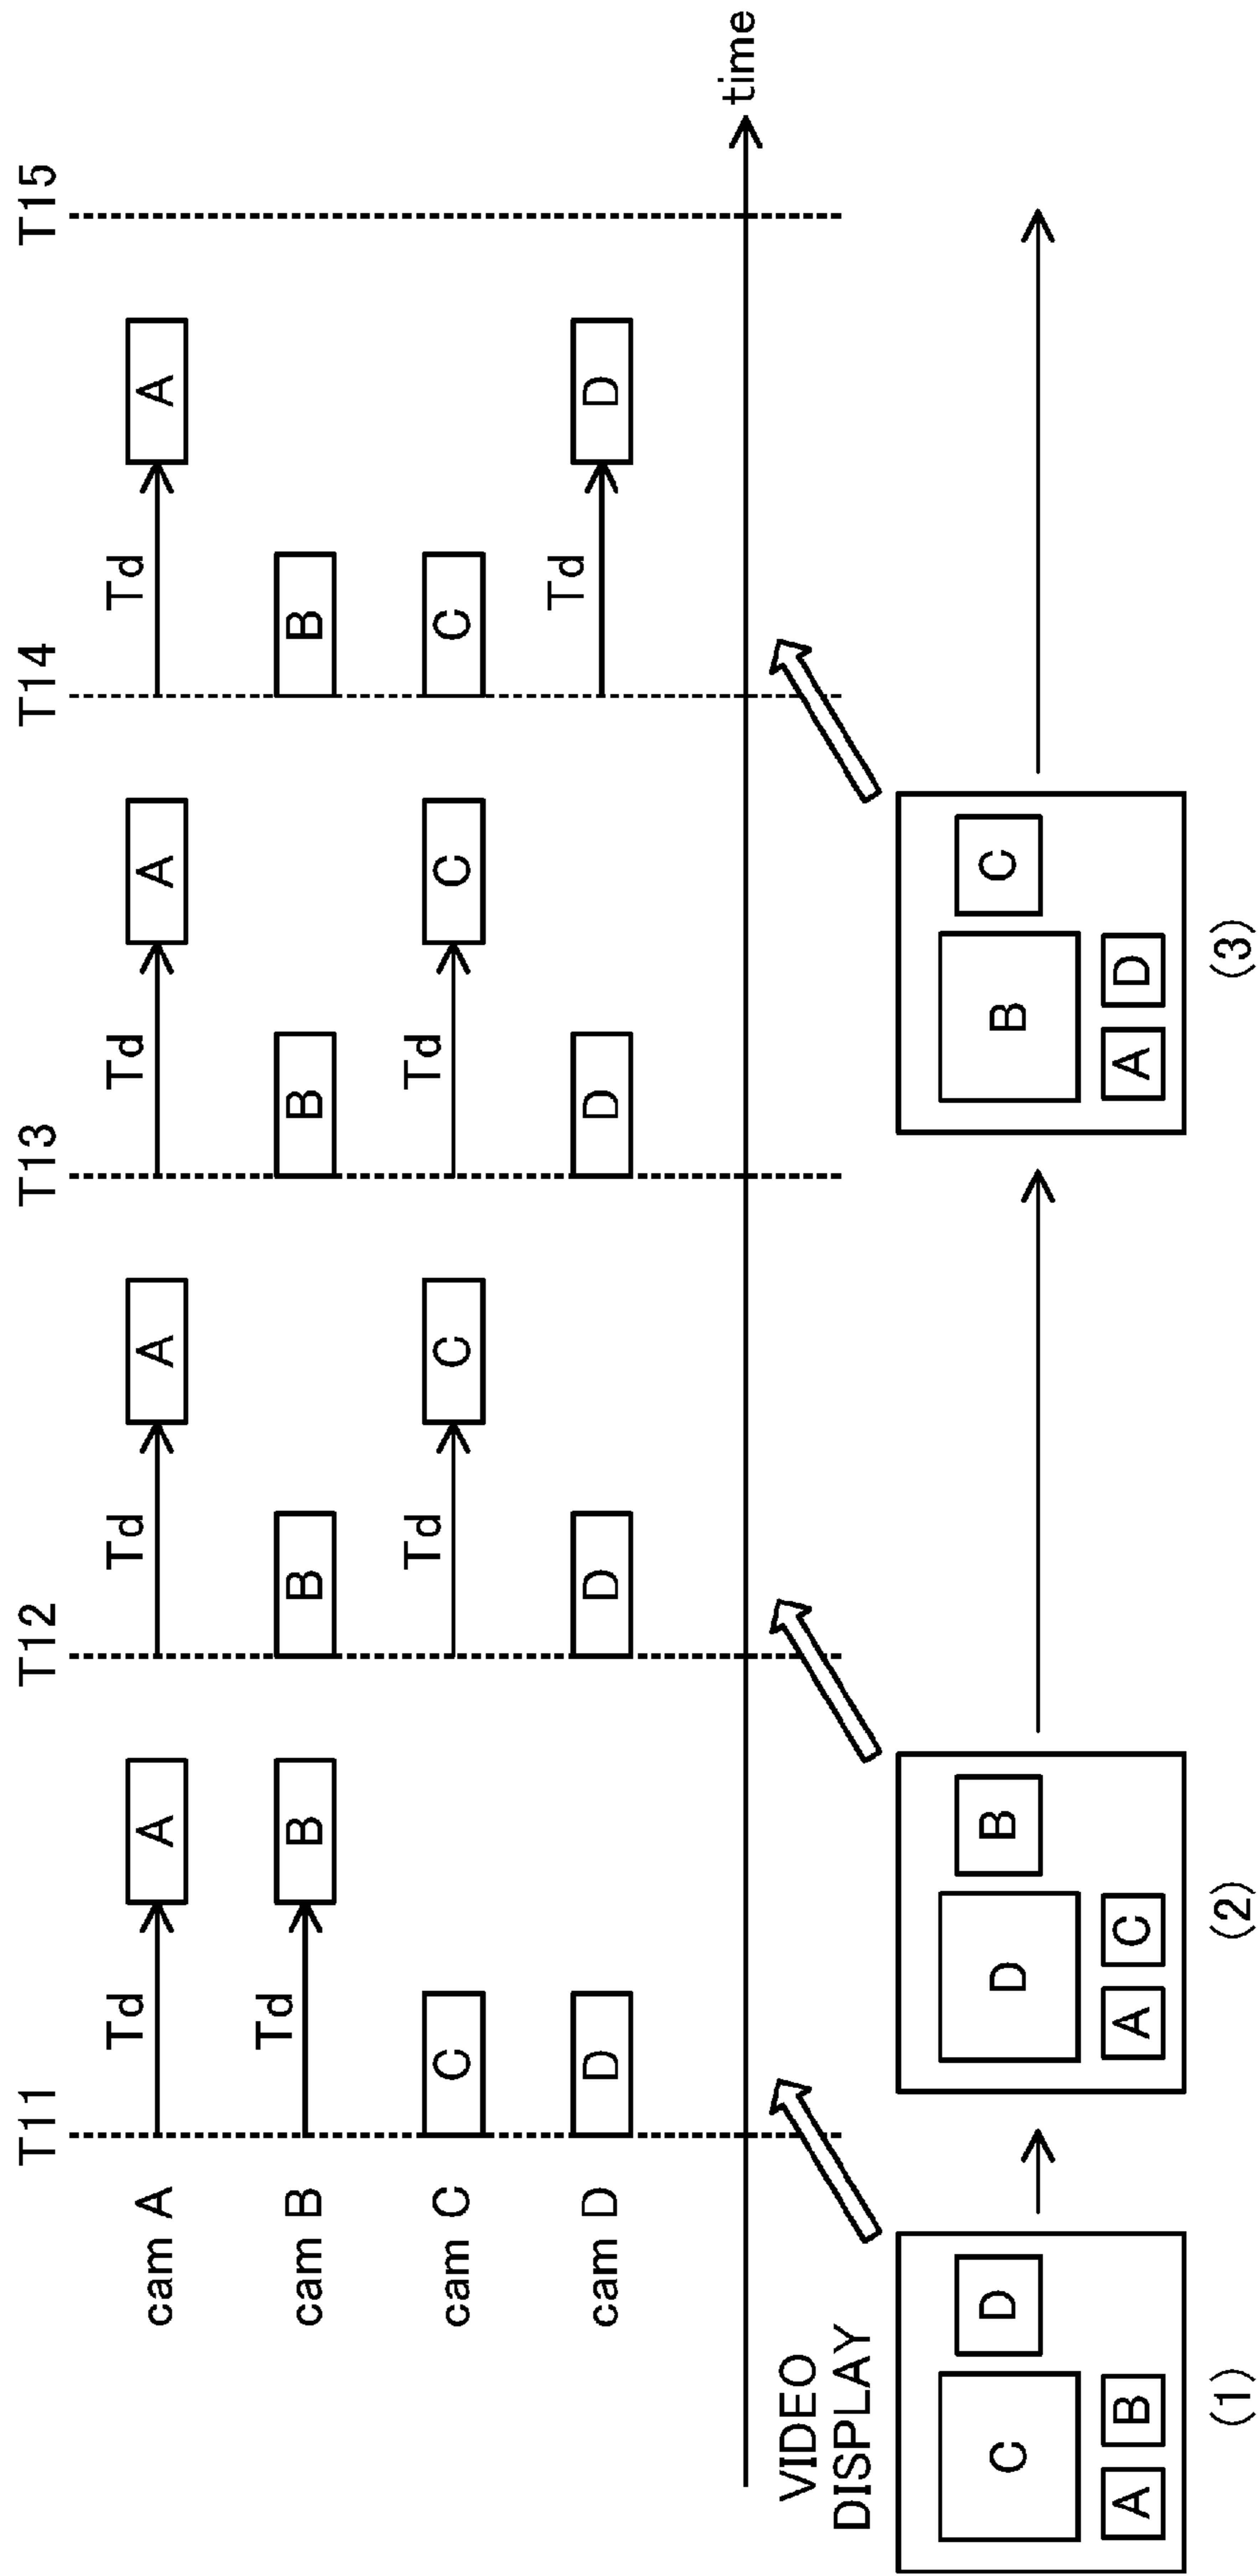 T11 T12 T13 T14 T15
cam A Td A Td A Td A Td A
cam B Td B B B B
cam C C Td C Td C C
cam D D D D Td D
time
VIDEO
DISPLAY
C D
A B
(1)
D B
A C
(2)
B C
A D
(3)